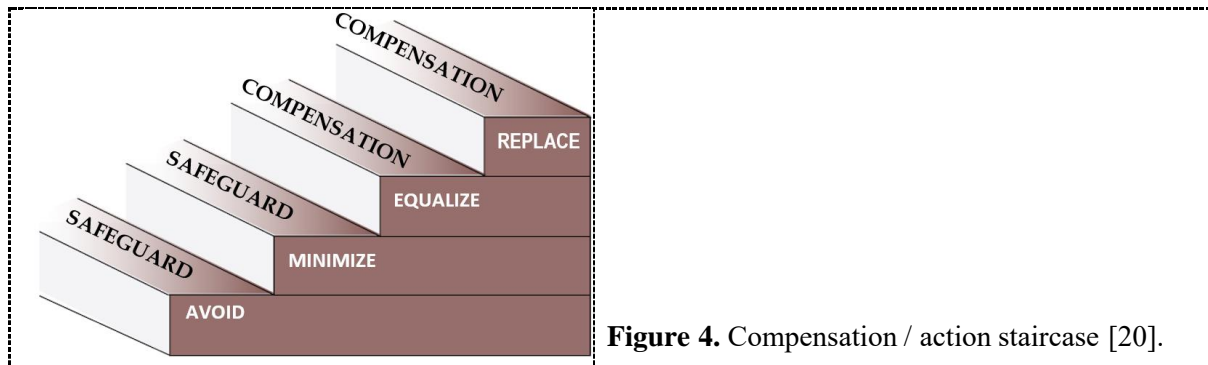 COMPENSATION
REPLACE
COMPENSATION
EQUALIZE
SAFEGUARD
MINIMIZE
SAFEGUARD
AVOID
Figure 4. Compensation / action staircase [20].